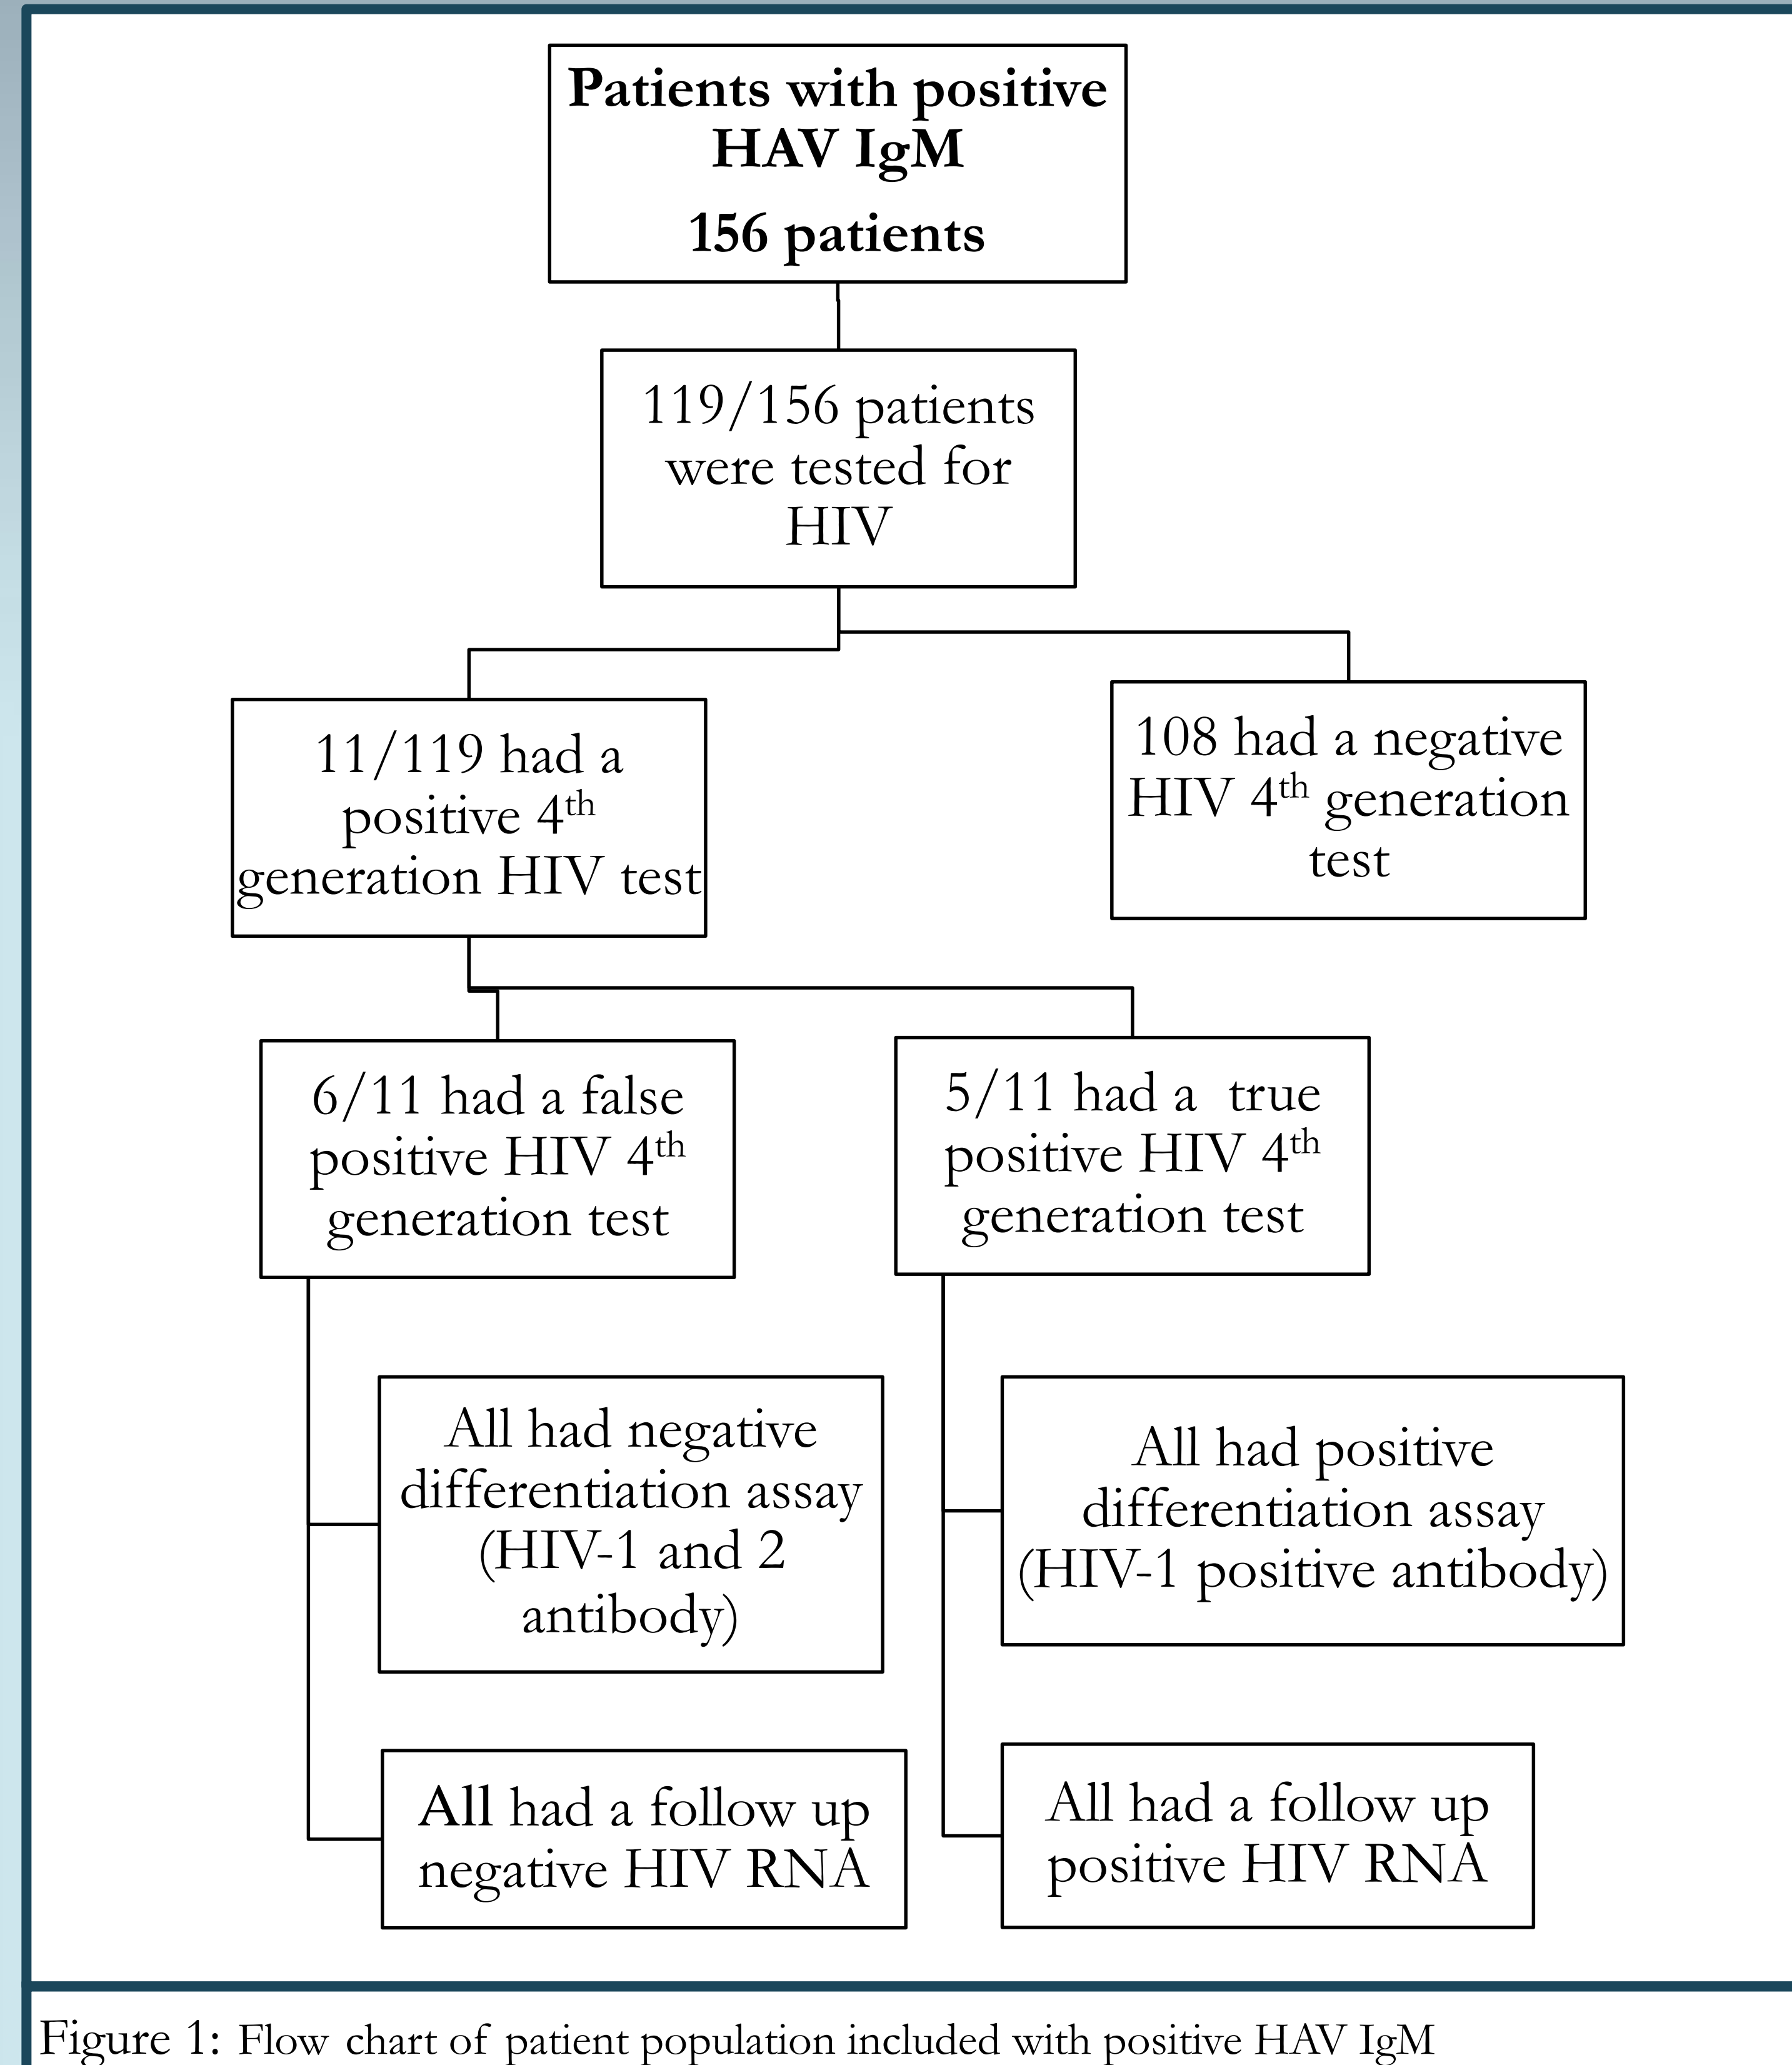 Patients with positive
HAV IgM
156 patients
119/156 patients
were tested for
HIV
11/119 had a
positive 4th
generation HIV test
108 had a negative
HIV 4th generation
test
6/11 had a false
positive HIV 4th
generation test
5/11 had a true
positive HIV 4th
generation test
All had negative
differentiation assay
(HIV-1 and 2
antibody)
All had positive
differentiation assay
(HIV-1 positive antibody)
All had a follow up
negative HIV RNA
All had a follow up
positive HIV RNA
Figure 1: Flow chart of patient population included with positive HAV IgM